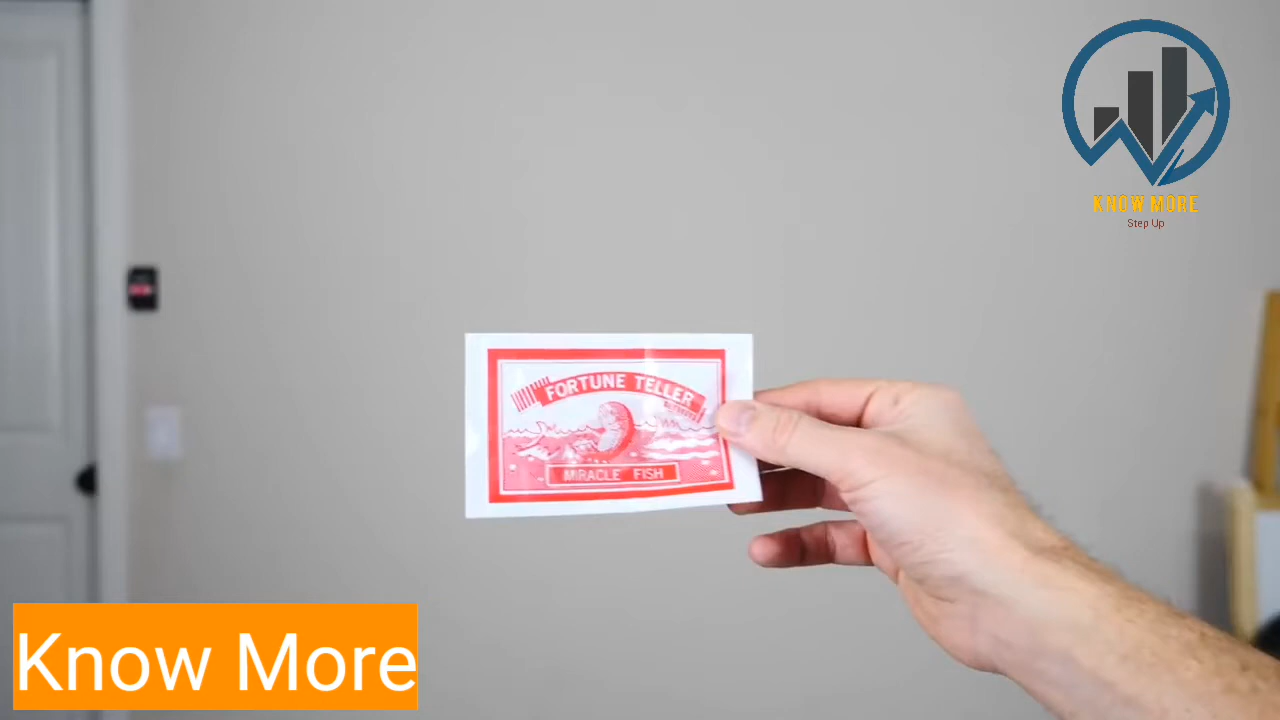 KNOW MORE
Step Up
FORTUNE TELLER
MIRACLE FISH
Know More